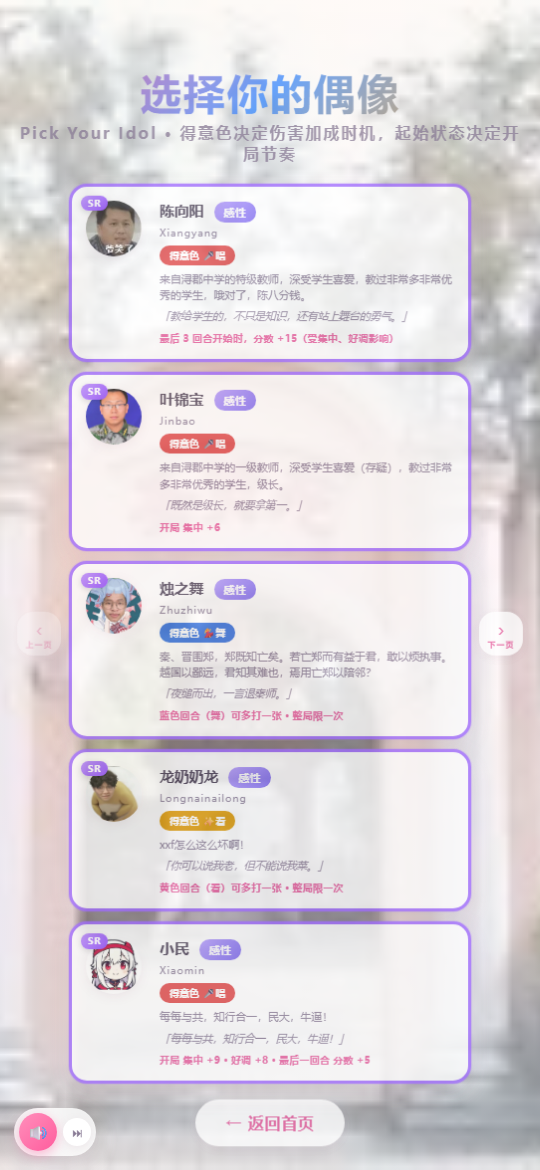 选择你的偶像
Pick Your Idol • 得意色决定伤害加成时机，起始状态决定开
局节奏
SR
陈向阳 感性
Xiangyang
得意色 🎤唱
来自浔郡中学的特级教师，深受学生喜爱，教过非常多非常优
秀的学生，哦对了，陈八分钱。
「教给学生的，不只是知识，还有站上舞台的勇气。」
最后 3 回合开始时，分数 +15（受集中、好调影响）
SR
叶锦宝 感性
Jinbao
得意色 🎤唱
来自浔郡中学的一级教师，深受学生喜爱（存疑），教过非常
多非常优秀的学生，级长。
「既然是级长，就要拿第一。」
开局 集中 +6
SR
烛之舞 感性
Zhuzhiwu
得意色 💃舞
秦、晋围郑，郑既知亡矣。若亡郑而有益于君，敢以烦执事。
越国以鄙远，君知其难也，焉用亡郑以陪邻？
「夜缒而出，一言退秦师。」
蓝色回合（舞）可多打一张 • 整局限一次
‹
上一页
›
下一页
SR
龙奶奶龙 感性
Longnainailong
得意色 ✨看
xxf怎么这么坏啊！
「你可以说我老，但不能说我菜。」
黄色回合（看）可多打一张 • 整局限一次
SR
小民 感性
Xiaomin
得意色 🎤唱
每每与共，知行合一，民大，牛逼！
「每每与共，知行合一，民大，牛逼！」
开局 集中 +9 • 好调 +8 • 最后一回合 分数 +5
← 返回首页